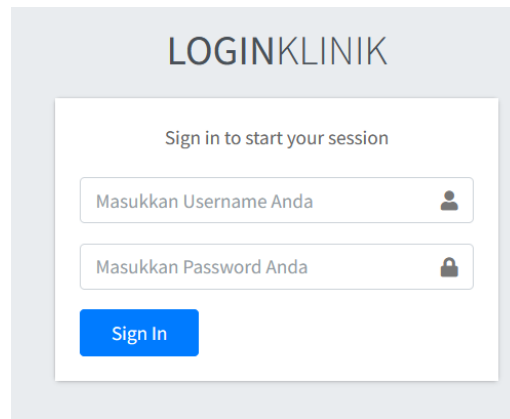 LOGINKLINIK
Sign in to start your session
Masukkan Username Anda
Masukkan Password Anda
Sign In